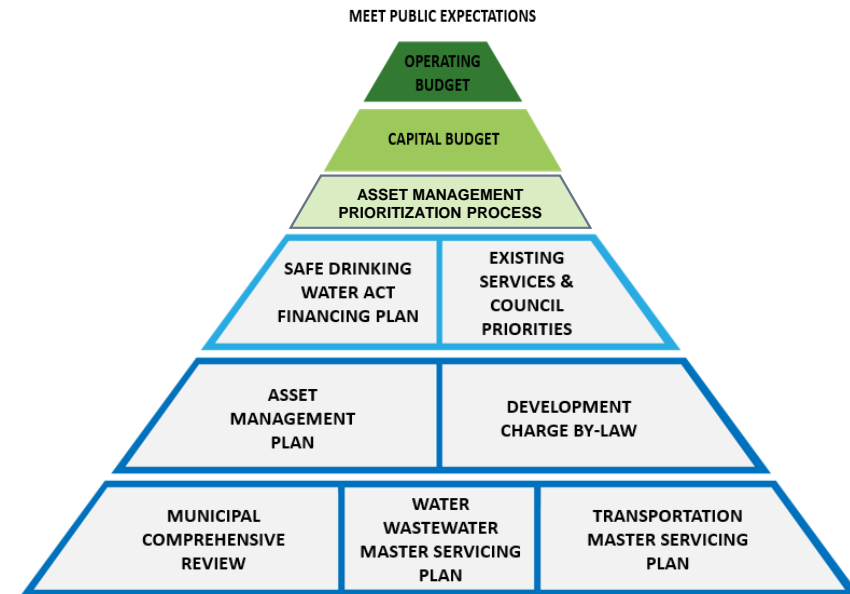 MEET PUBLIC EXPECTATIONS
OPERATING
BUDGET
CAPITAL BUDGET
ASSET MANAGEMENT
PRIORITIZATION PROCESS
SAFE DRINKING
WATER ACT
FINANCING PLAN
EXISTING
SERVICES &
COUNCIL
PRIORITIES
ASSET
MANAGEMENT
PLAN
DEVELOPMENT
CHARGE BY-LAW
MUNICIPAL
COMPREHENSIVE
REVIEW
WATER
WASTEWATER
MASTER SERVICING
PLAN
TRANSPORTATION
MASTER SERVICING
PLAN